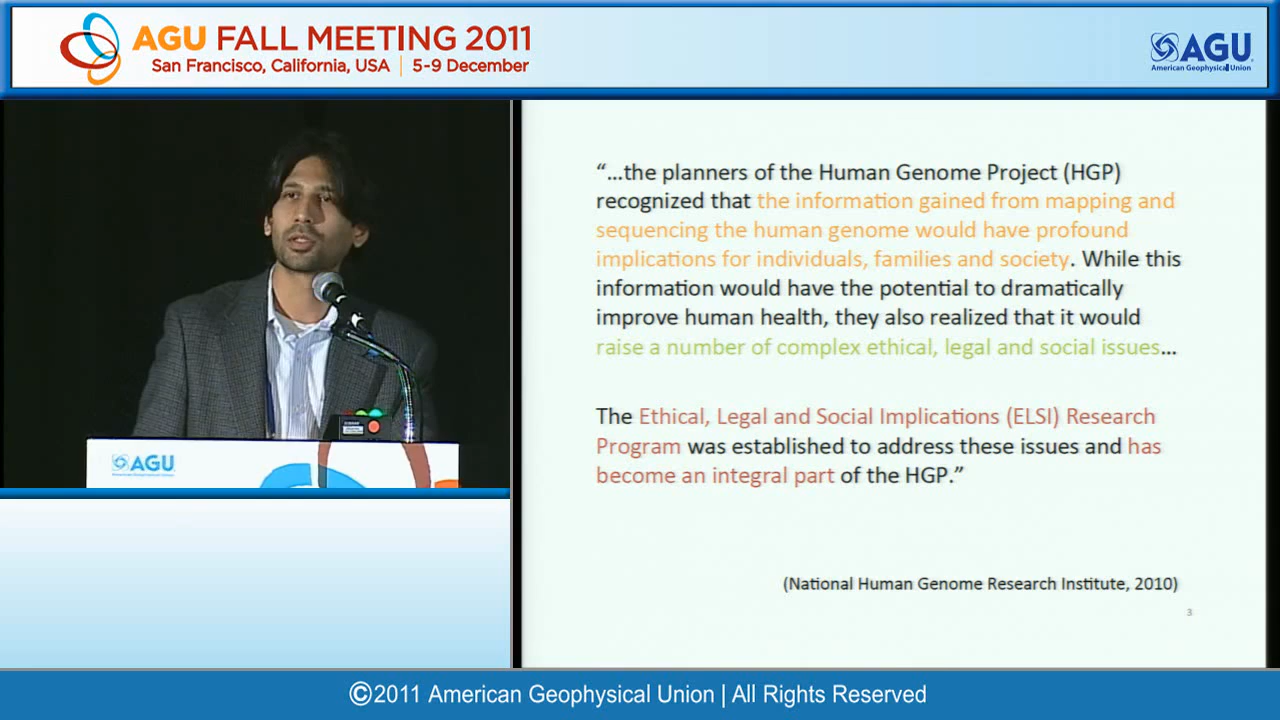 AGU FALL MEETING 2011
San Francisco, California, USA | 5-9 December
AGU
American Geophysical Union
“...the planners of the Human Genome Project (HGP)
recognized that the information gained from mapping and
sequencing the human genome would have profound
implications for individuals, families and society. While this
information would have the potential to dramatically
improve human health, they also realized that it would
raise a number of complex ethical, legal and social issues...
The Ethical, Legal and Social Implications (ELSI) Research
Program was established to address these issues and has
become an integral part of the HGP.”
(National Human Genome Research Institute, 2010)
3
AGU
©2011 American Geophysical Union | All Rights Reserved